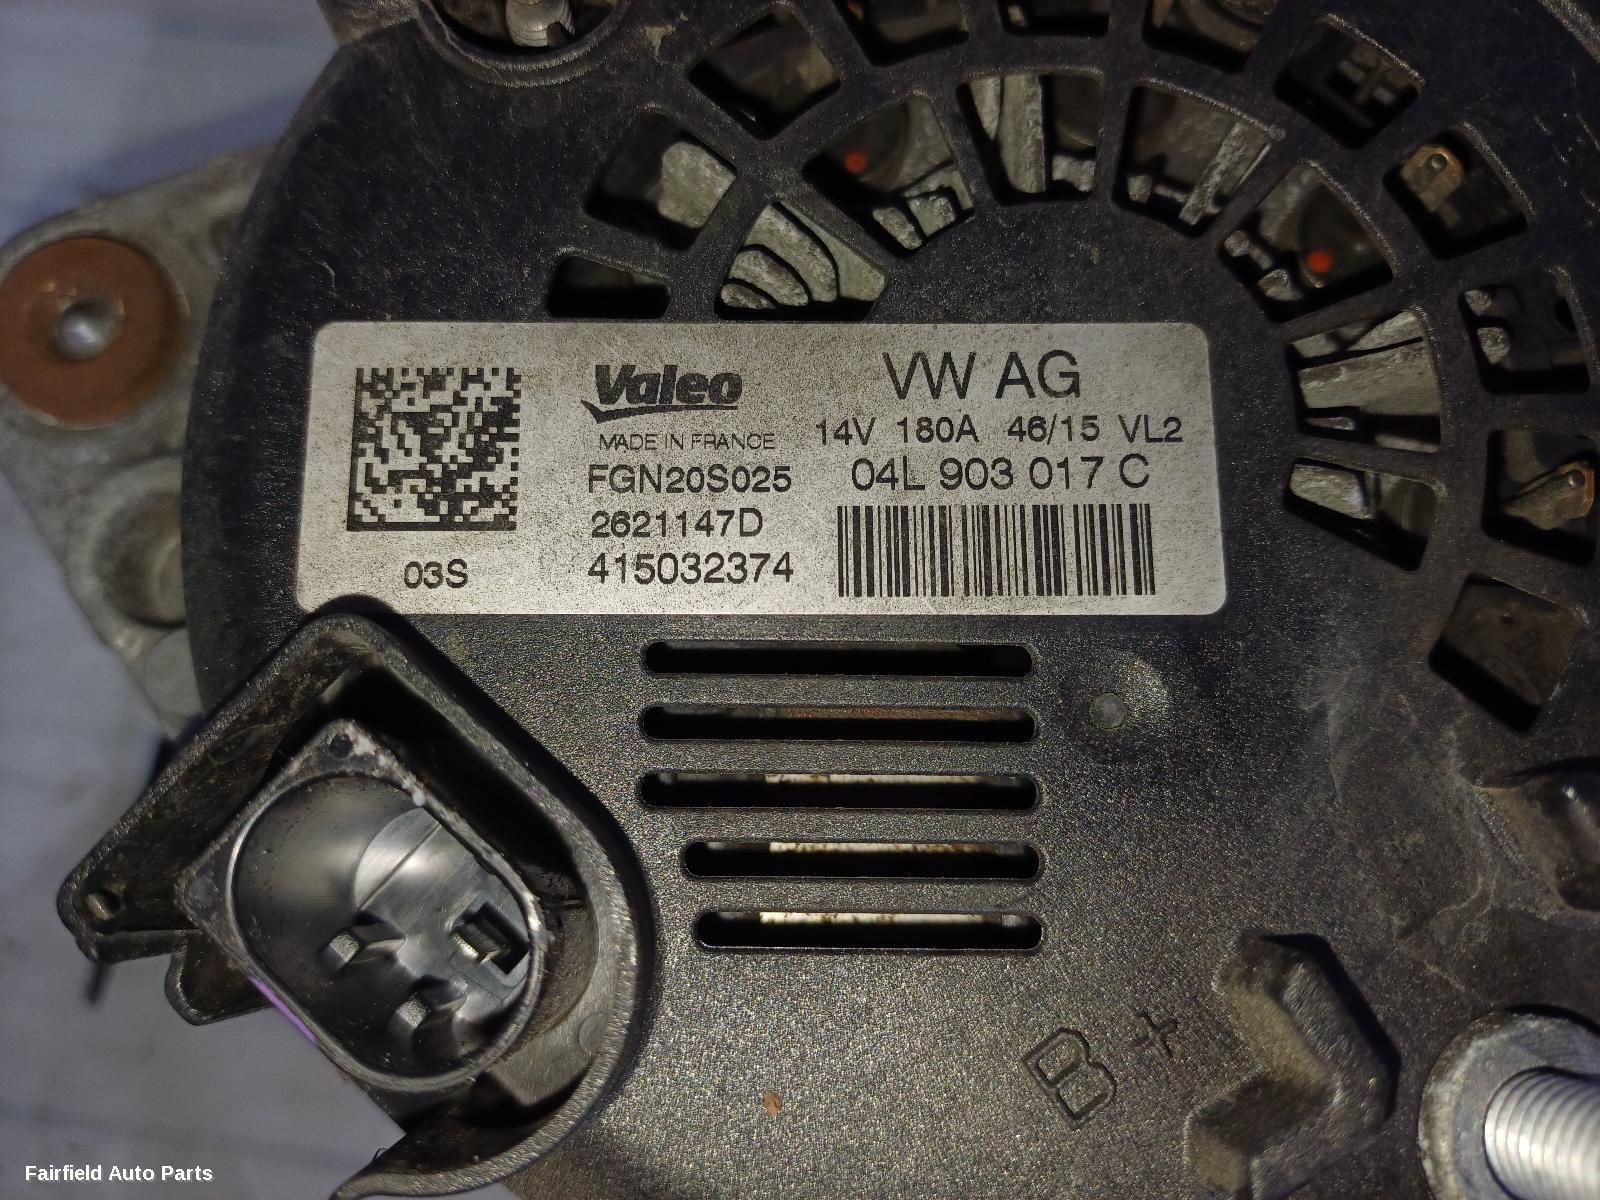 Valeo
MADE IN FRANCE
FGN20S025
2621147D
415032374
03S
VW AG
14V 180A 46/15 VL2
04L 903 017 C
B+
Fairfield Auto Parts